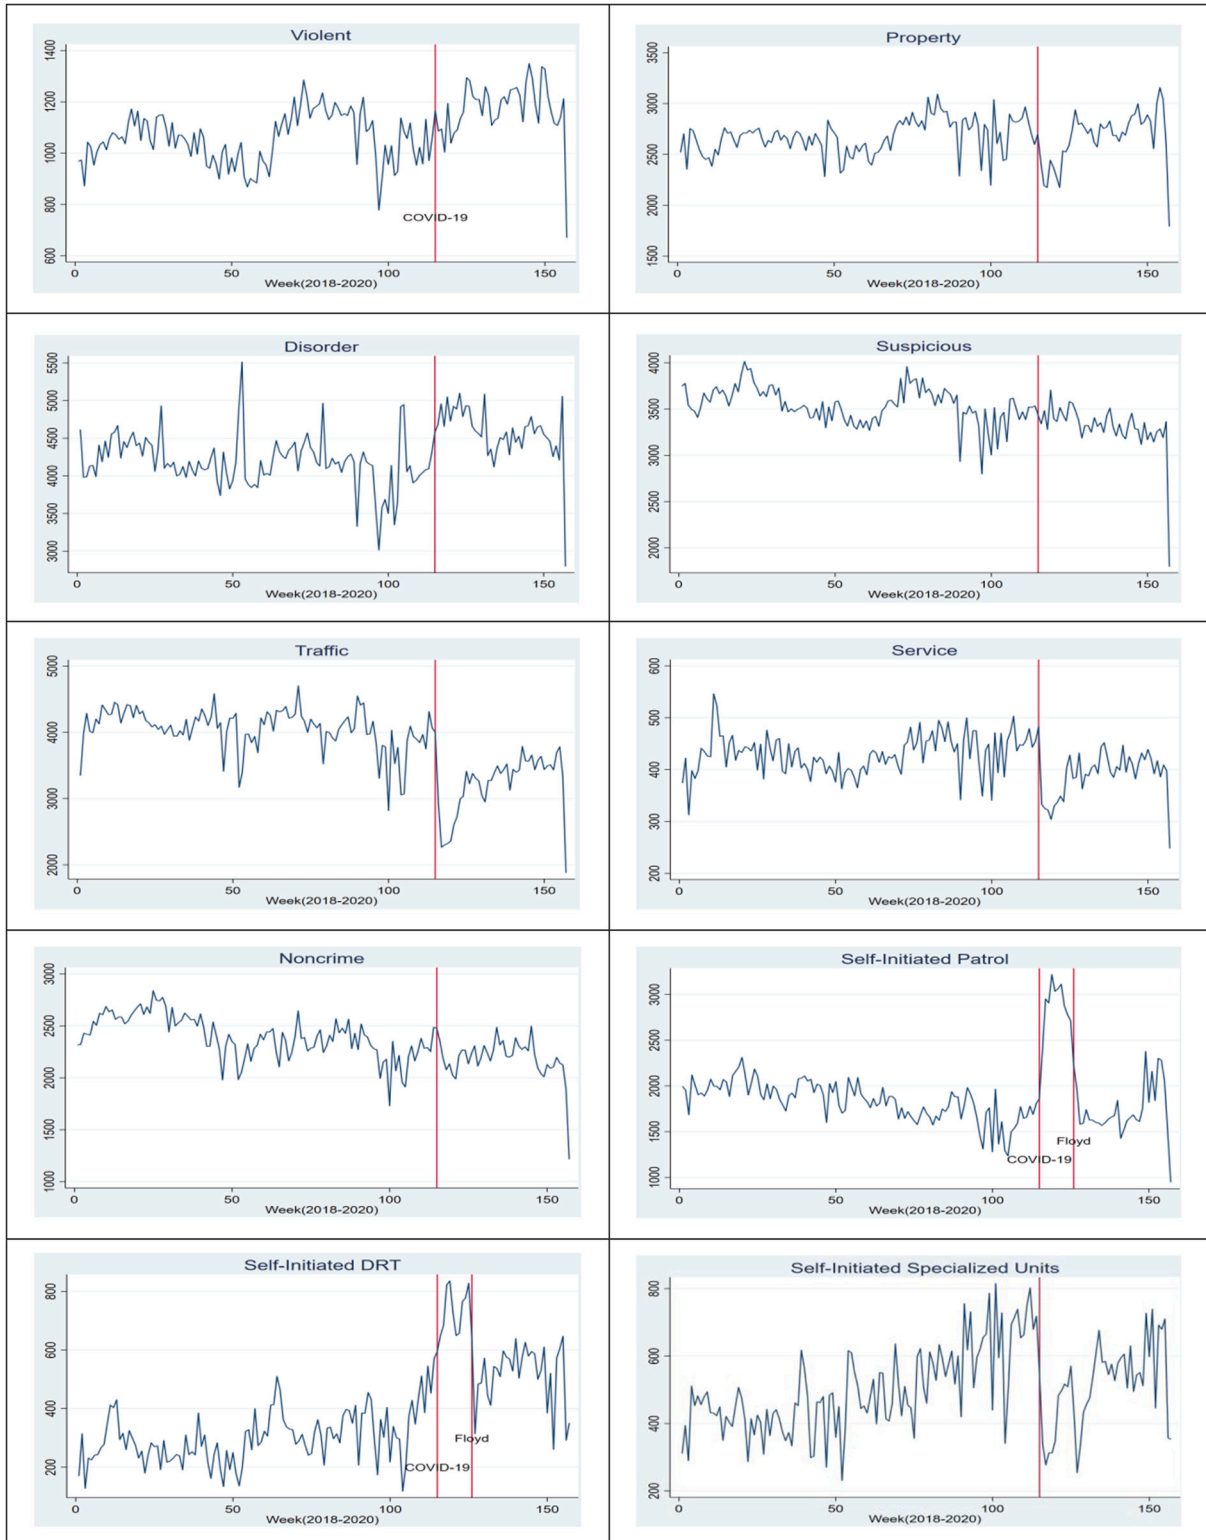 Violent
1400
1200
1000
800
600
COVID-19
0 50 100 150
Week(2018-2020)
Property
3500
3000
2500
2000
1500
0 50 100 150
Week(2018-2020)
Disorder
5500
5000
4500
4000
3500
3000
0 50 100 150
Week(2018-2020)
Suspicious
4000
3500
3000
2500
2000
0 50 100 150
Week(2018-2020)
Traffic
5000
4000
3000
2000
0 50 100 150
Week(2018-2020)
Service
600
500
400
300
200
0 50 100 150
Week(2018-2020)
Noncrime
3000
2500
2000
1500
1000
0 50 100 150
Week(2018-2020)
Self-Initiated Patrol
3000
2500
2000
1500
1000
Floyd
COVID-19
0 50 100 150
Week(2018-2020)
Self-Initiated DRT
800
600
400
200
Floyd
COVID-19
0 50 100 150
Week(2018-2020)
Self-Initiated Specialized Units
800
600
400
200
0 50 100 150
Week(2018-2020)